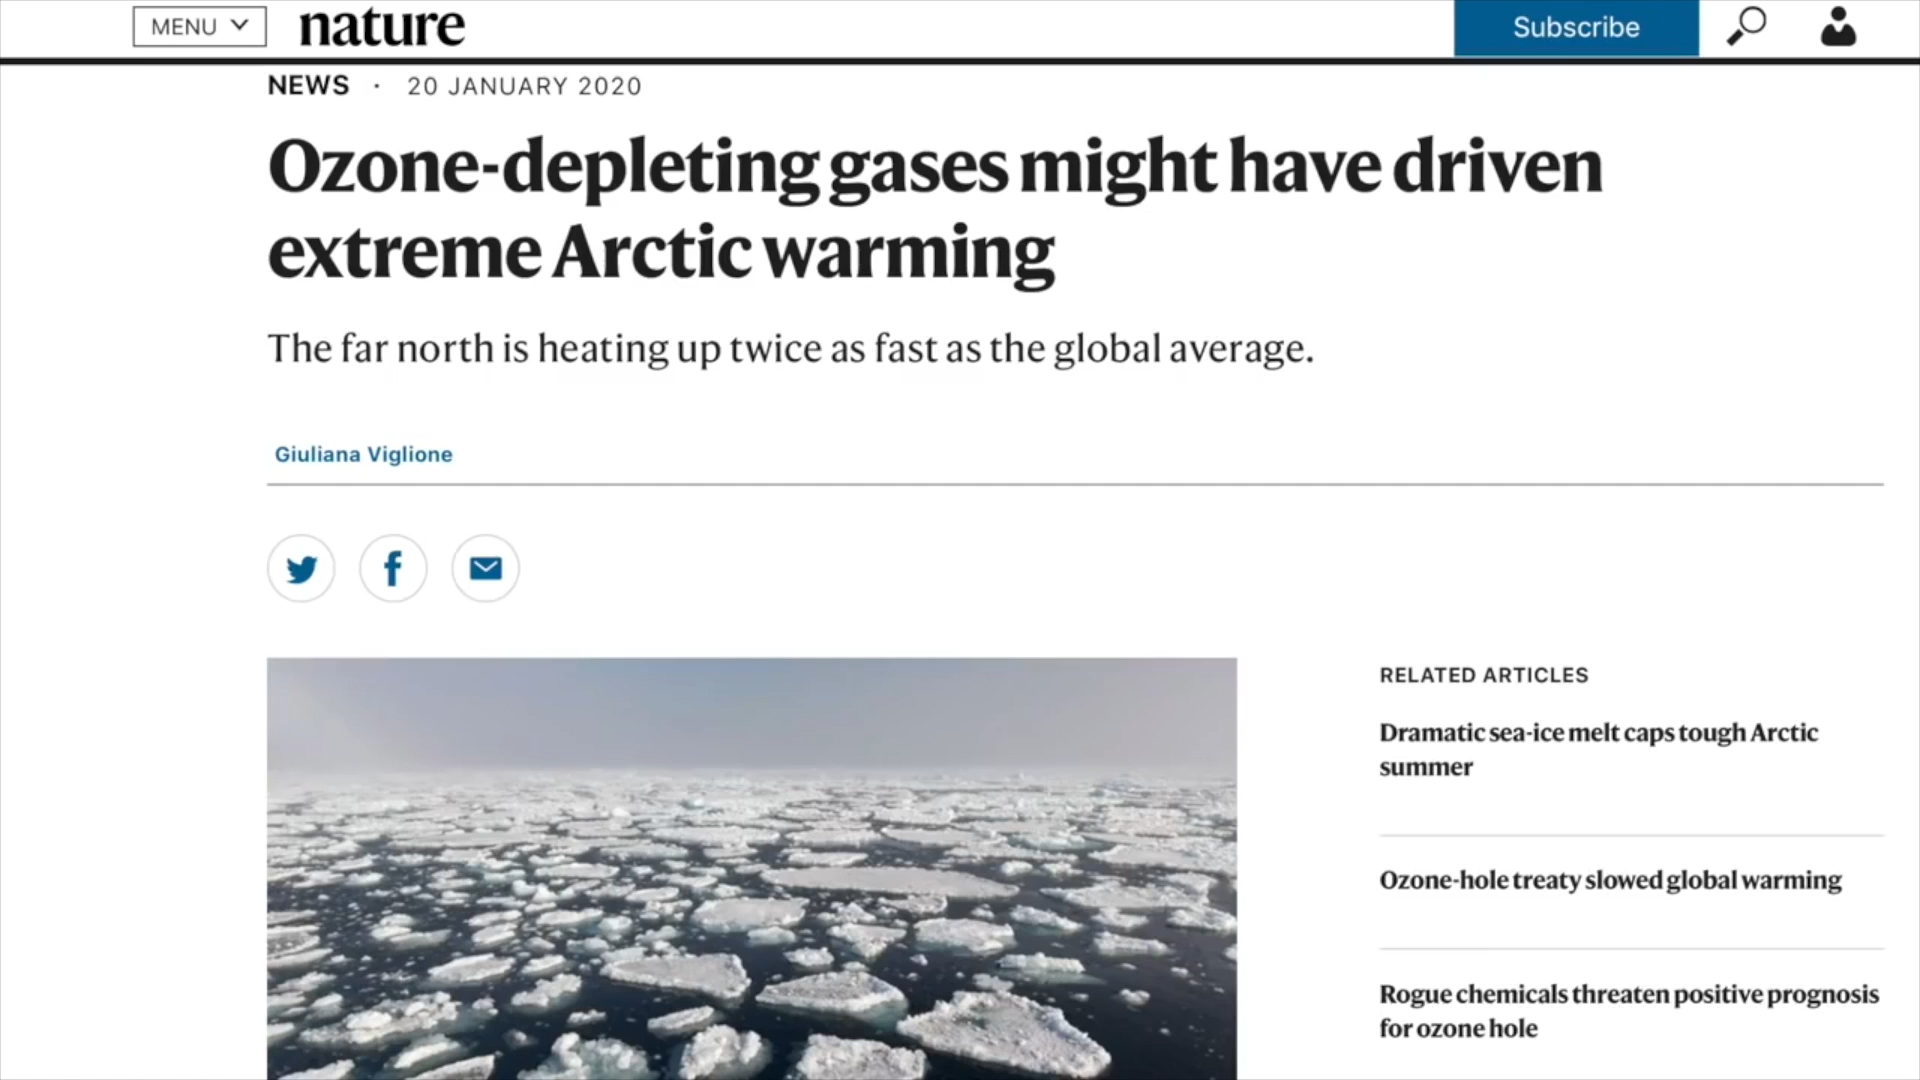 MENU
nature
Subscribe
NEWS · 20 JANUARY 2020
Ozone-depleting gases might have driven
extreme Arctic warming
The far north is heating up twice as fast as the global average.
Giuliana Viglione
RELATED ARTICLES
Dramatic sea-ice melt caps tough Arctic
summer
Ozone-hole treaty slowed global warming
Rogue chemicals threaten positive prognosis
for ozone hole